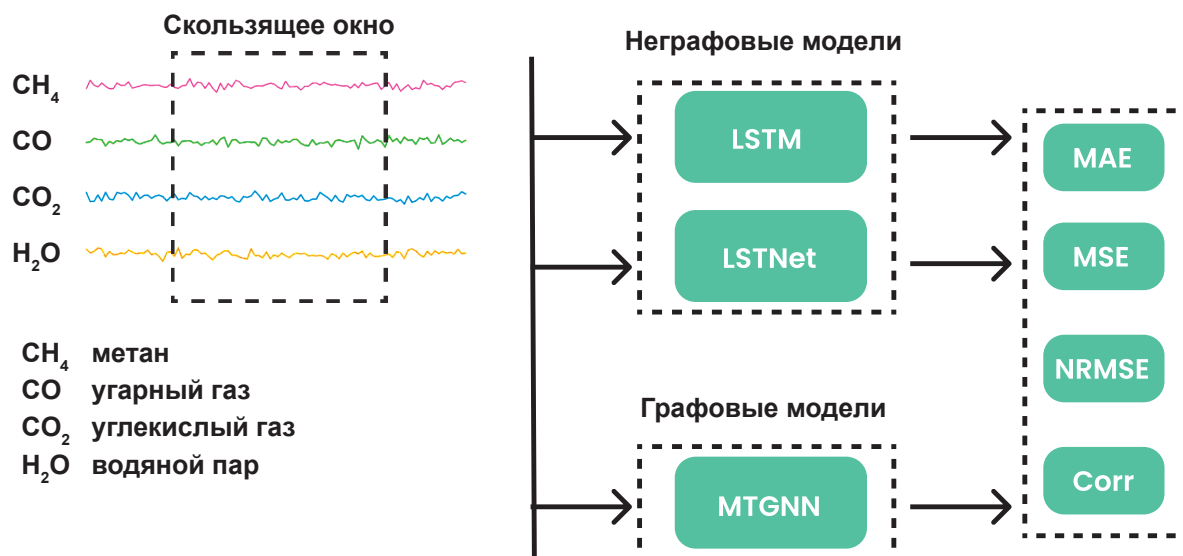 Скользящее окно
CH₄
CO
CO₂
H₂O
CH₄ метан
CO угарный газ
CO₂ углекислый газ
H₂O водяной пар
Неграфовые модели
LSTM
LSTNet
Графовые модели
MTGNN
MAE
MSE
NRMSE
Corr